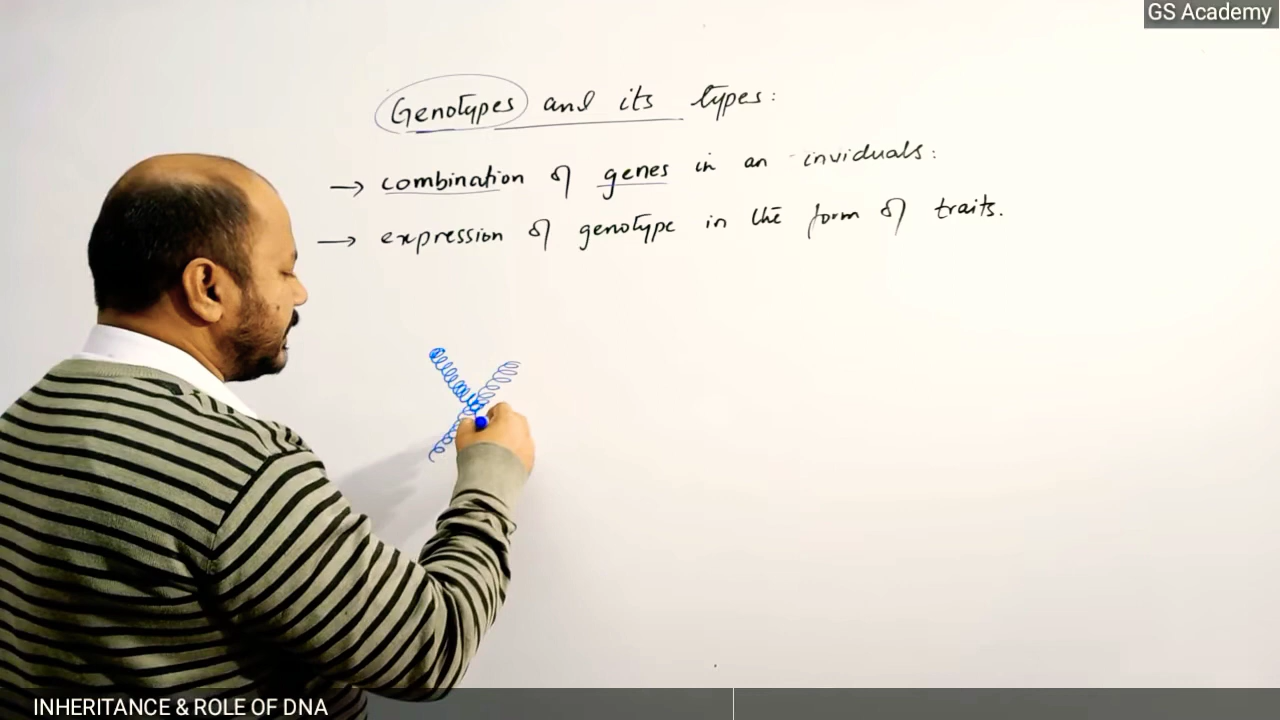 GS Academy
Genotypes and its types:
→ combination of genes in an inviduals:
→ expression of genotype in the form of traits.
INHERITANCE & ROLE OF DNA